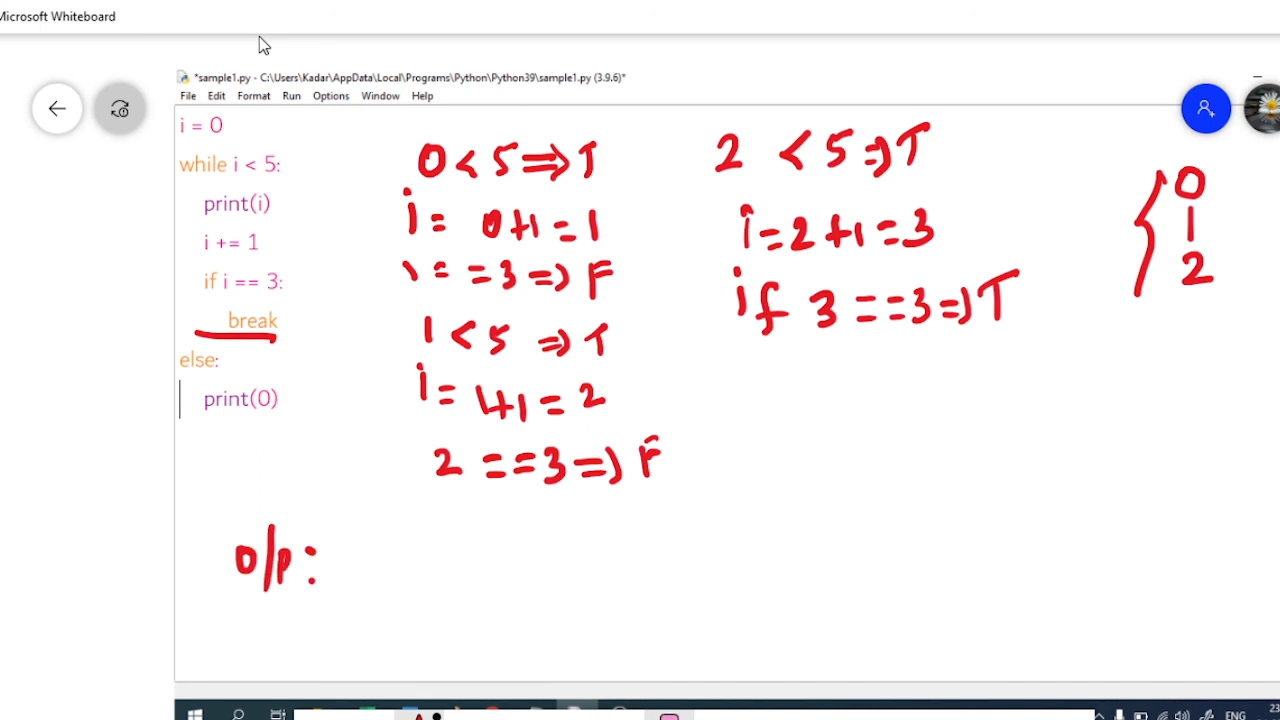 Microsoft Whiteboard
*sample1.py - C:\Users\Kadar\AppData\Local\Programs\Python\Python39\sample1.py (3.9.6)*
File Edit Format Run Options Window Help
i = 0
while i < 5:
print(i)
i += 1
if i == 3:
break
else:
print(0)
0 < 5 => T
i = 0+1 = 1
i == 3 => F
1 < 5 => T
i = 1+1 = 2
2 == 3 => F
2 < 5 => T
i = 2+1 = 3
if 3 == 3 => T
0
1
2
o/p :
ENG
23